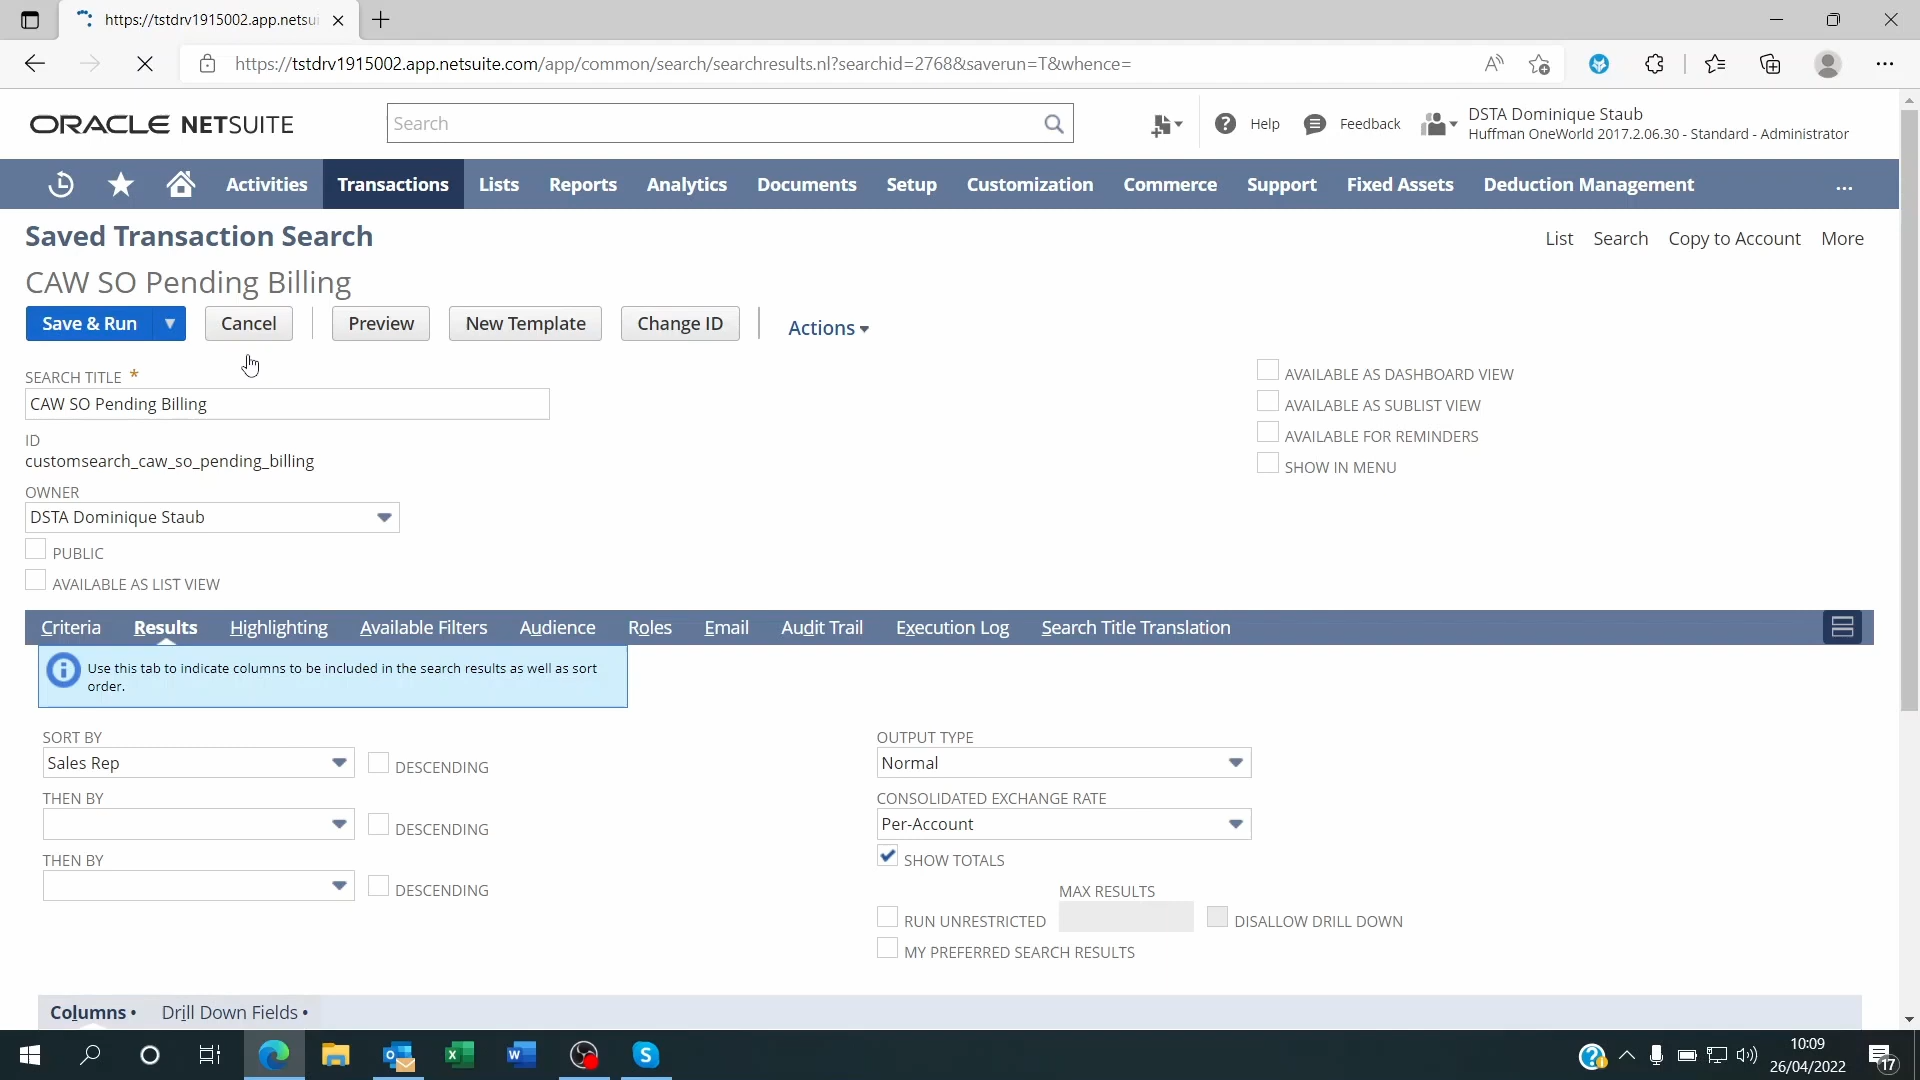 https://tstdrv1915002.app.netsui
https://tstdrv1915002.app.netsuite.com/app/common/search/searchresults.nl?searchid=2768&saverun=T&whence=
ORACLE NETSUITE
Search
Help
Feedback
DSTA Dominique Staub
Huffman OneWorld 2017.2.06.30 - Standard - Administrator
Activities
Transactions
Lists
Reports
Analytics
Documents
Setup
Customization
Commerce
Support
Fixed Assets
Deduction Management
...
Saved Transaction Search
List
Search
Copy to Account
More
CAW SO Pending Billing
Save & Run
Cancel
Preview
New Template
Change ID
Actions
SEARCH TITLE *
CAW SO Pending Billing
ID
customsearch_caw_so_pending_billing
OWNER
DSTA Dominique Staub
PUBLIC
AVAILABLE AS LIST VIEW
AVAILABLE AS DASHBOARD VIEW
AVAILABLE AS SUBLIST VIEW
AVAILABLE FOR REMINDERS
SHOW IN MENU
Criteria
Results
Highlighting
Available Filters
Audience
Roles
Email
Audit Trail
Execution Log
Search Title Translation
Use this tab to indicate columns to be included in the search results as well as sort
order.
SORT BY
Sales Rep
DESCENDING
THEN BY
DESCENDING
THEN BY
DESCENDING
OUTPUT TYPE
Normal
CONSOLIDATED EXCHANGE RATE
Per-Account
SHOW TOTALS
MAX RESULTS
RUN UNRESTRICTED
DISALLOW DRILL DOWN
MY PREFERRED SEARCH RESULTS
Columns •
Drill Down Fields •
10:09
26/04/2022
17